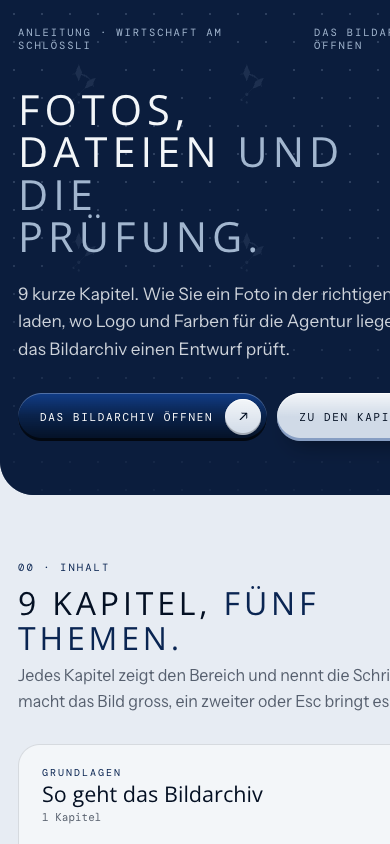 ANLEITUNG · WIRTSCHAFT AM
SCHLÖSSLI
DAS BILDAR
ÖFFNEN
FOTOS,
DATEIEN UND
DIE
PRÜFUNG.
9 kurze Kapitel. Wie Sie ein Foto in der richtigen
laden, wo Logo und Farben für die Agentur liege
das Bildarchiv einen Entwurf prüft.
DAS BILDARCHIV ÖFFNEN
ZU DEN KAPI
00 · INHALT
9 KAPITEL, FÜNF
THEMEN.
Jedes Kapitel zeigt den Bereich und nennt die Schri
macht das Bild gross, ein zweiter oder Esc bringt es
GRUNDLAGEN
So geht das Bildarchiv
1 Kapitel